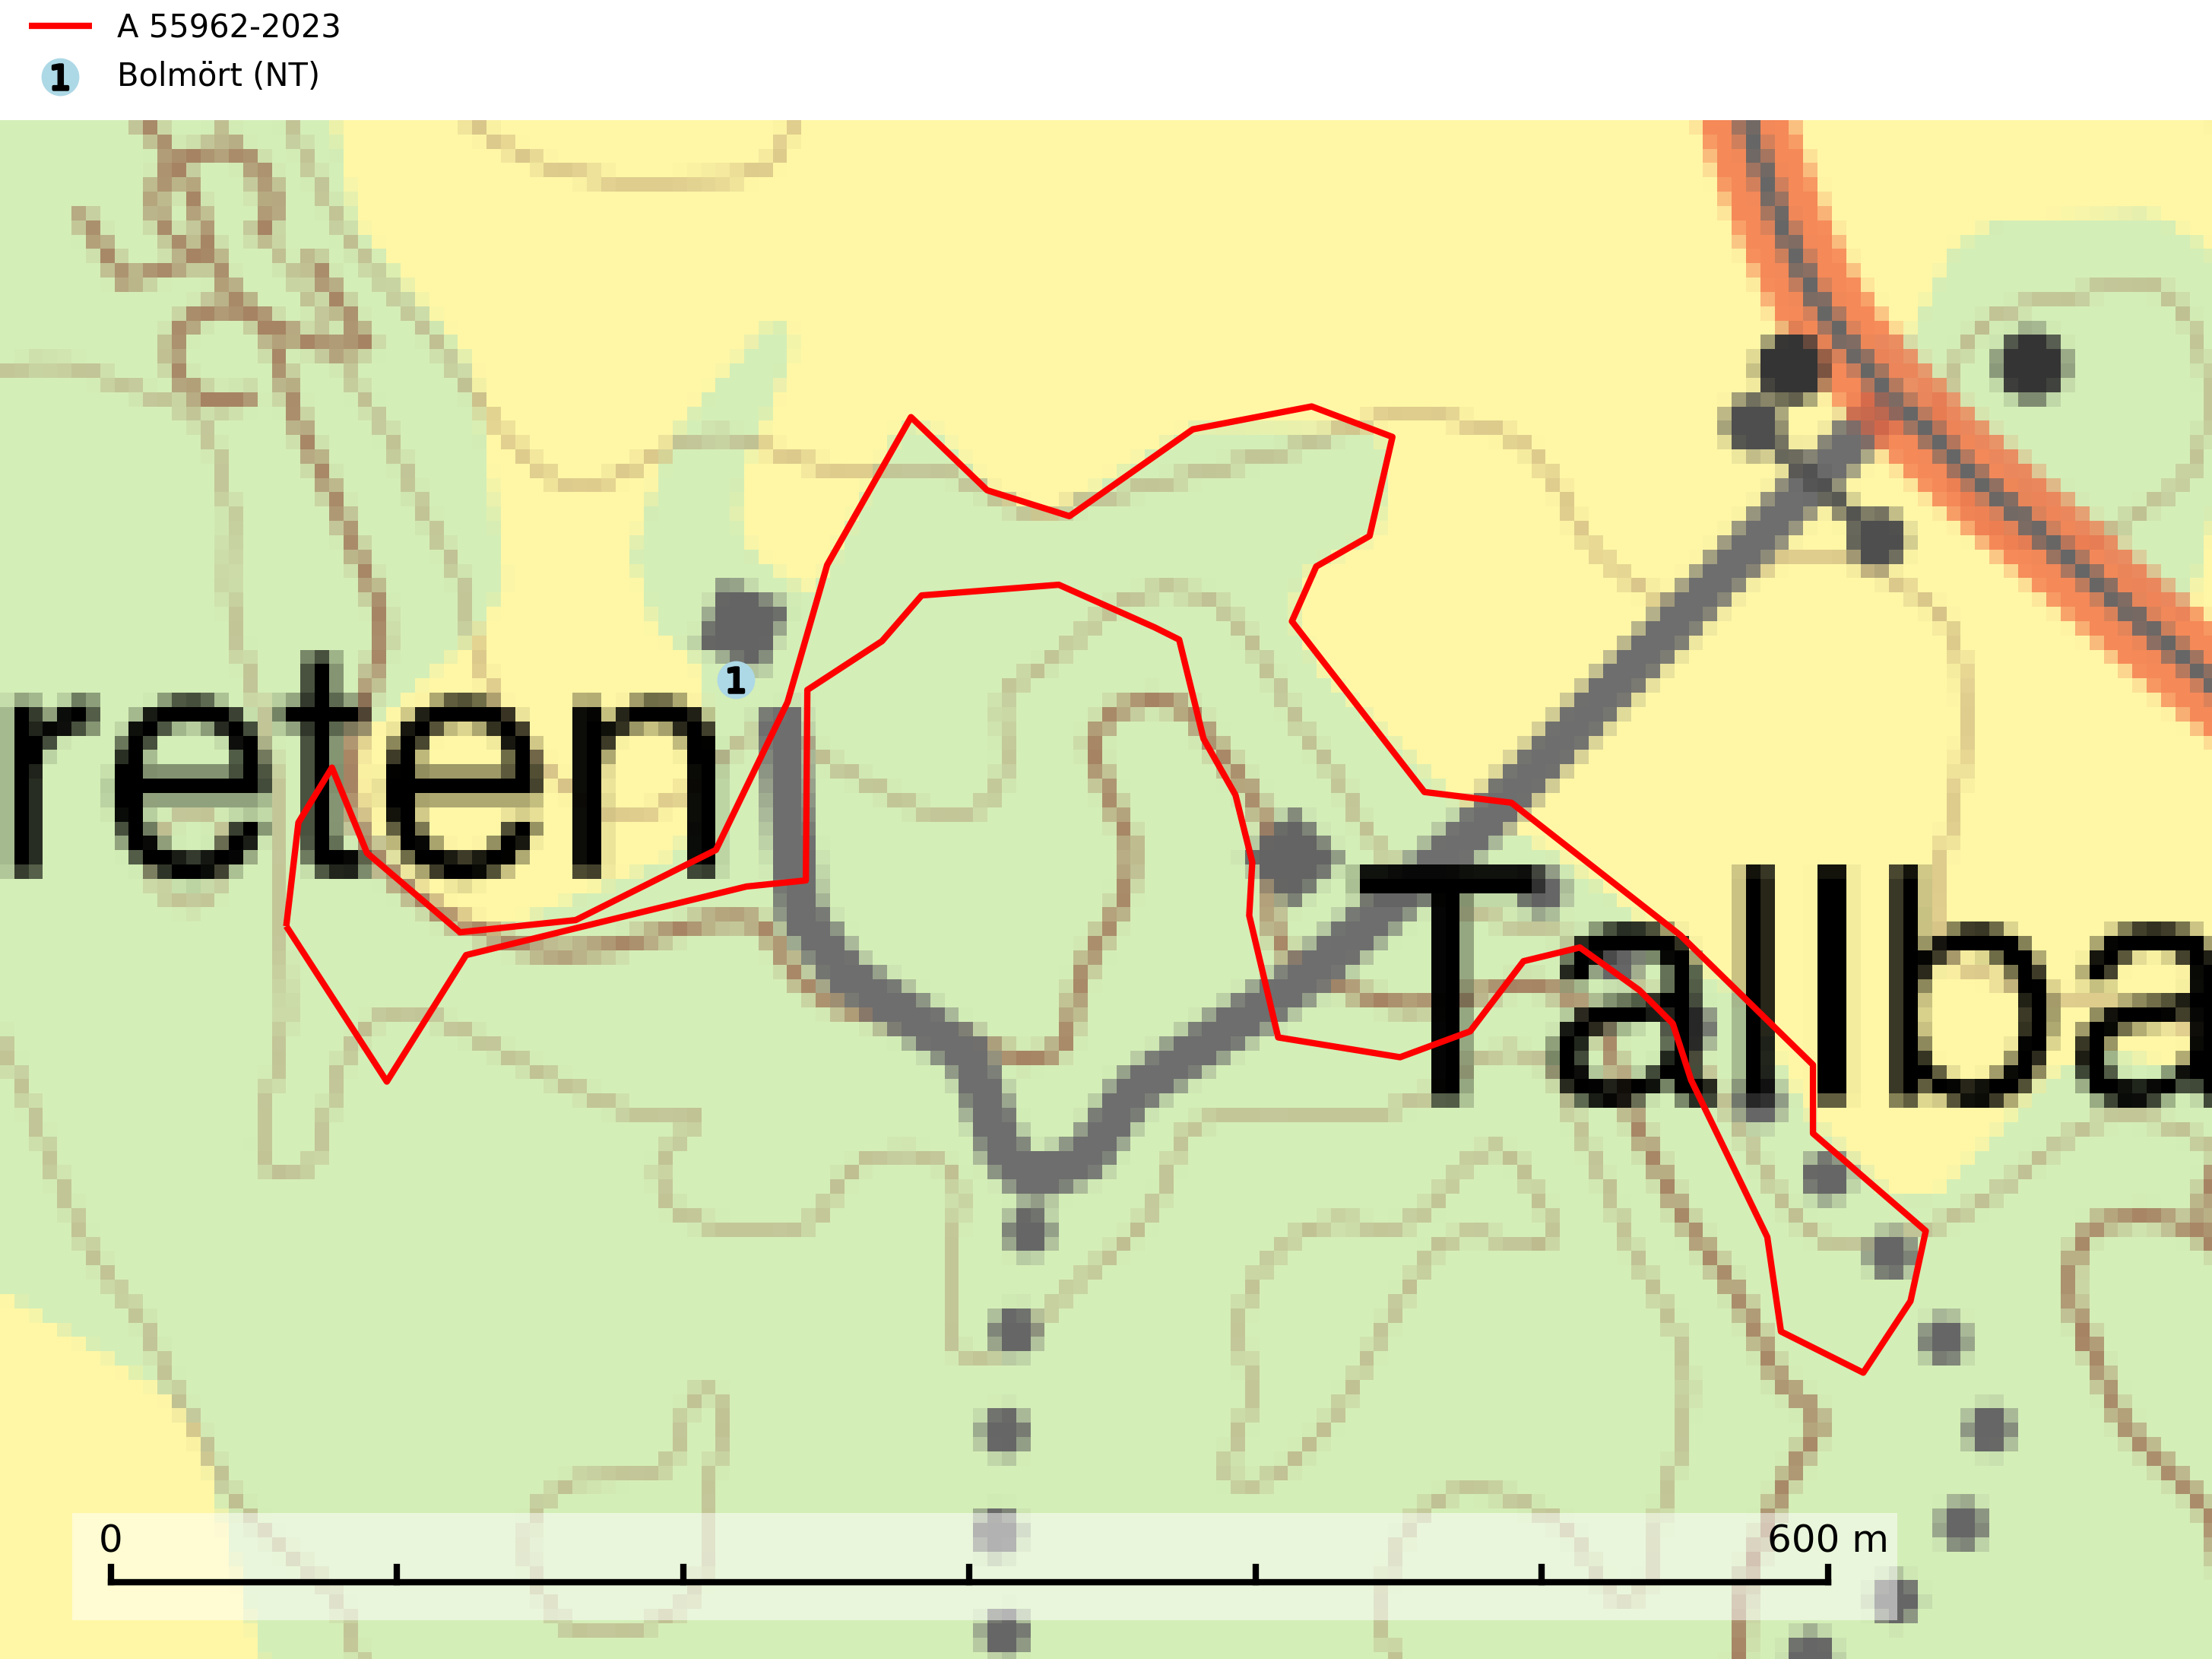 A 55962-2023
1 Bolmört (NT)
1
reten
Tallba
0 600 m